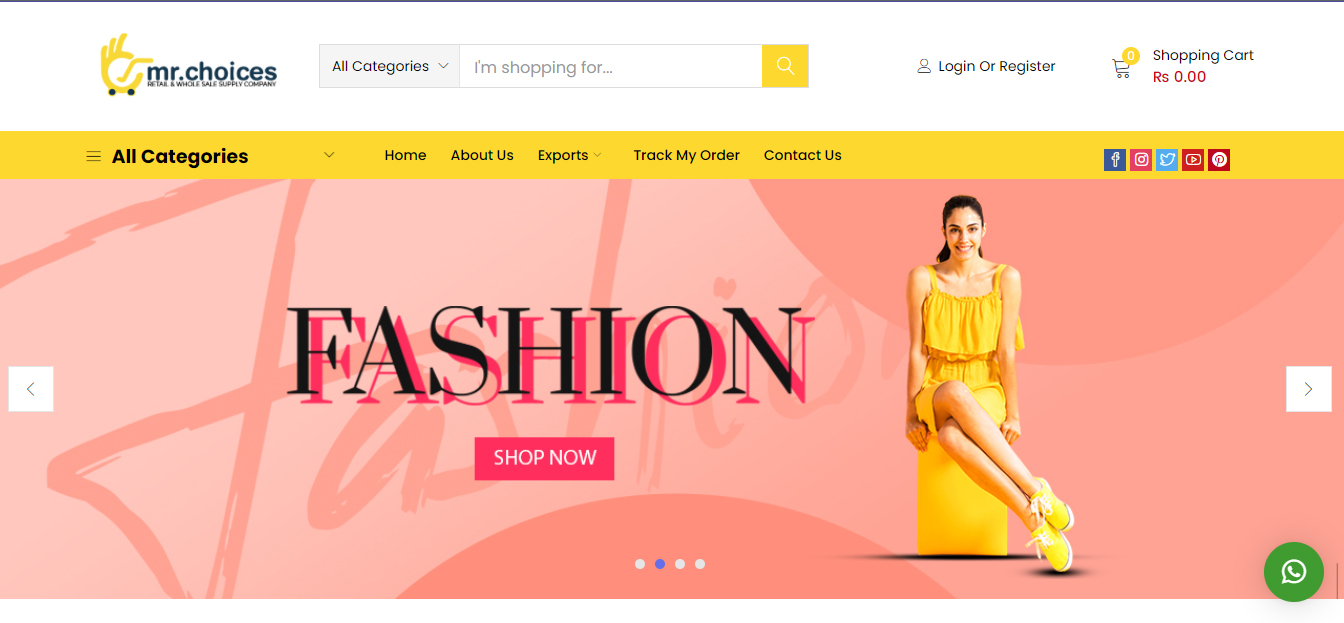 mr.choices
RETAIL & WHOLE SALE SUPPLY COMPANY
All Categories
I'm shopping for...
Login Or Register
0
Shopping Cart
₨ 0.00
All Categories
Home
About Us
Exports
Track My Order
Contact Us
Fashion
FASHION
SHOP NOW